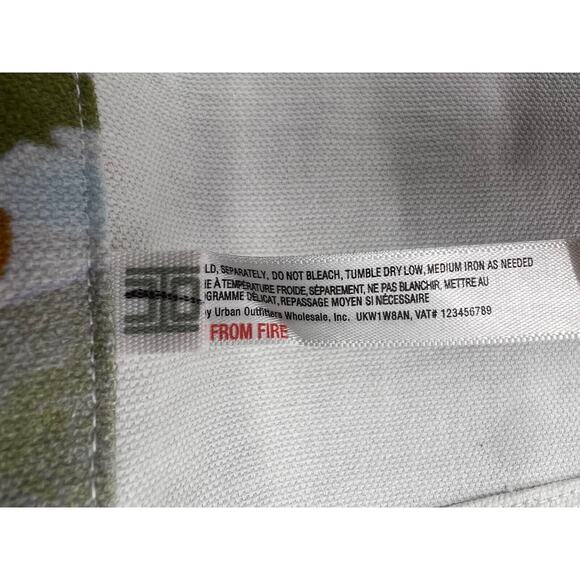 LD, SEPARATELY, DO NOT BLEACH, TUMBLE DRY LOW, MEDIUM IRON AS NEEDED
E À TEMPÉRATURE FROIDE, SÉPAREMENT, NE PAS BLANCHIR, METTRE AU
OGRAMME DÉLICAT, REPASSAGE MOYEN SI NÉCESSAIRE
y Urban Outfitters Wholesale, Inc. UKW1W8AN, VAT# 123456789
FROM FIRE